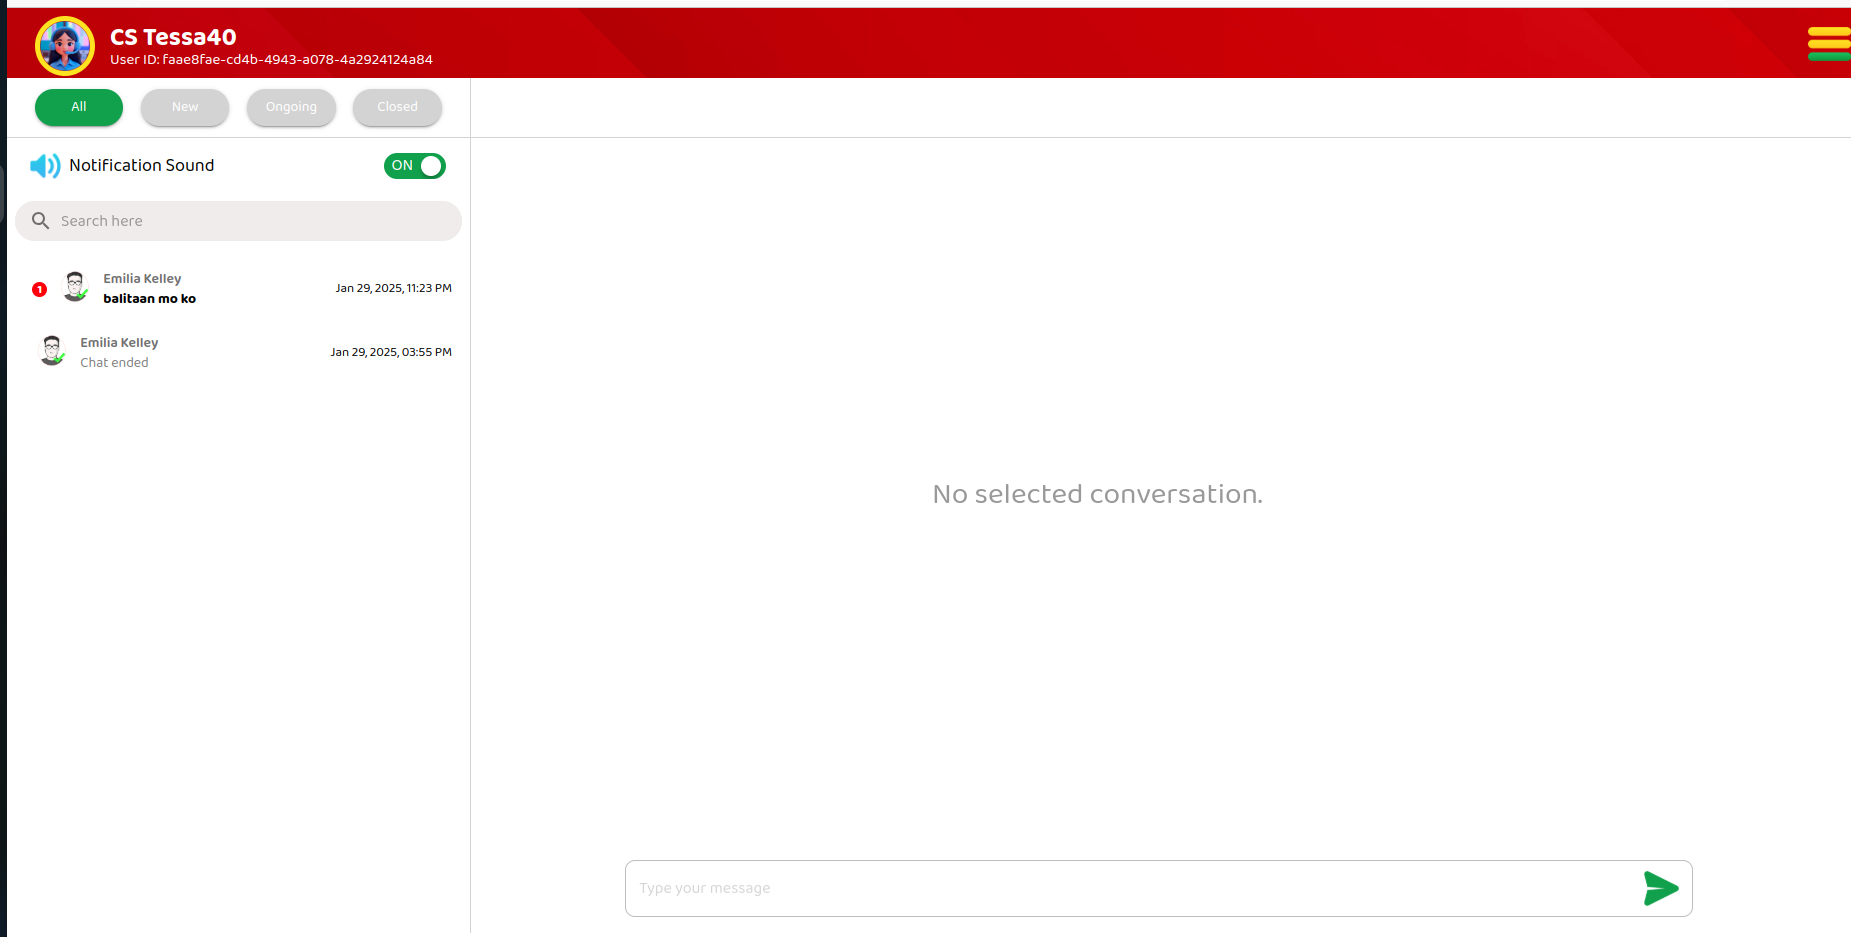 CS Tessa40
User ID: faae8fae-cd4b-4943-a078-4a2924124a84
All New Ongoing Closed
Notification Sound ON
Search here
1
Emilia Kelley
balitaan mo ko
Jan 29, 2025, 11:23 PM
Emilia Kelley
Chat ended
Jan 29, 2025, 03:55 PM
No selected conversation.
Type your message